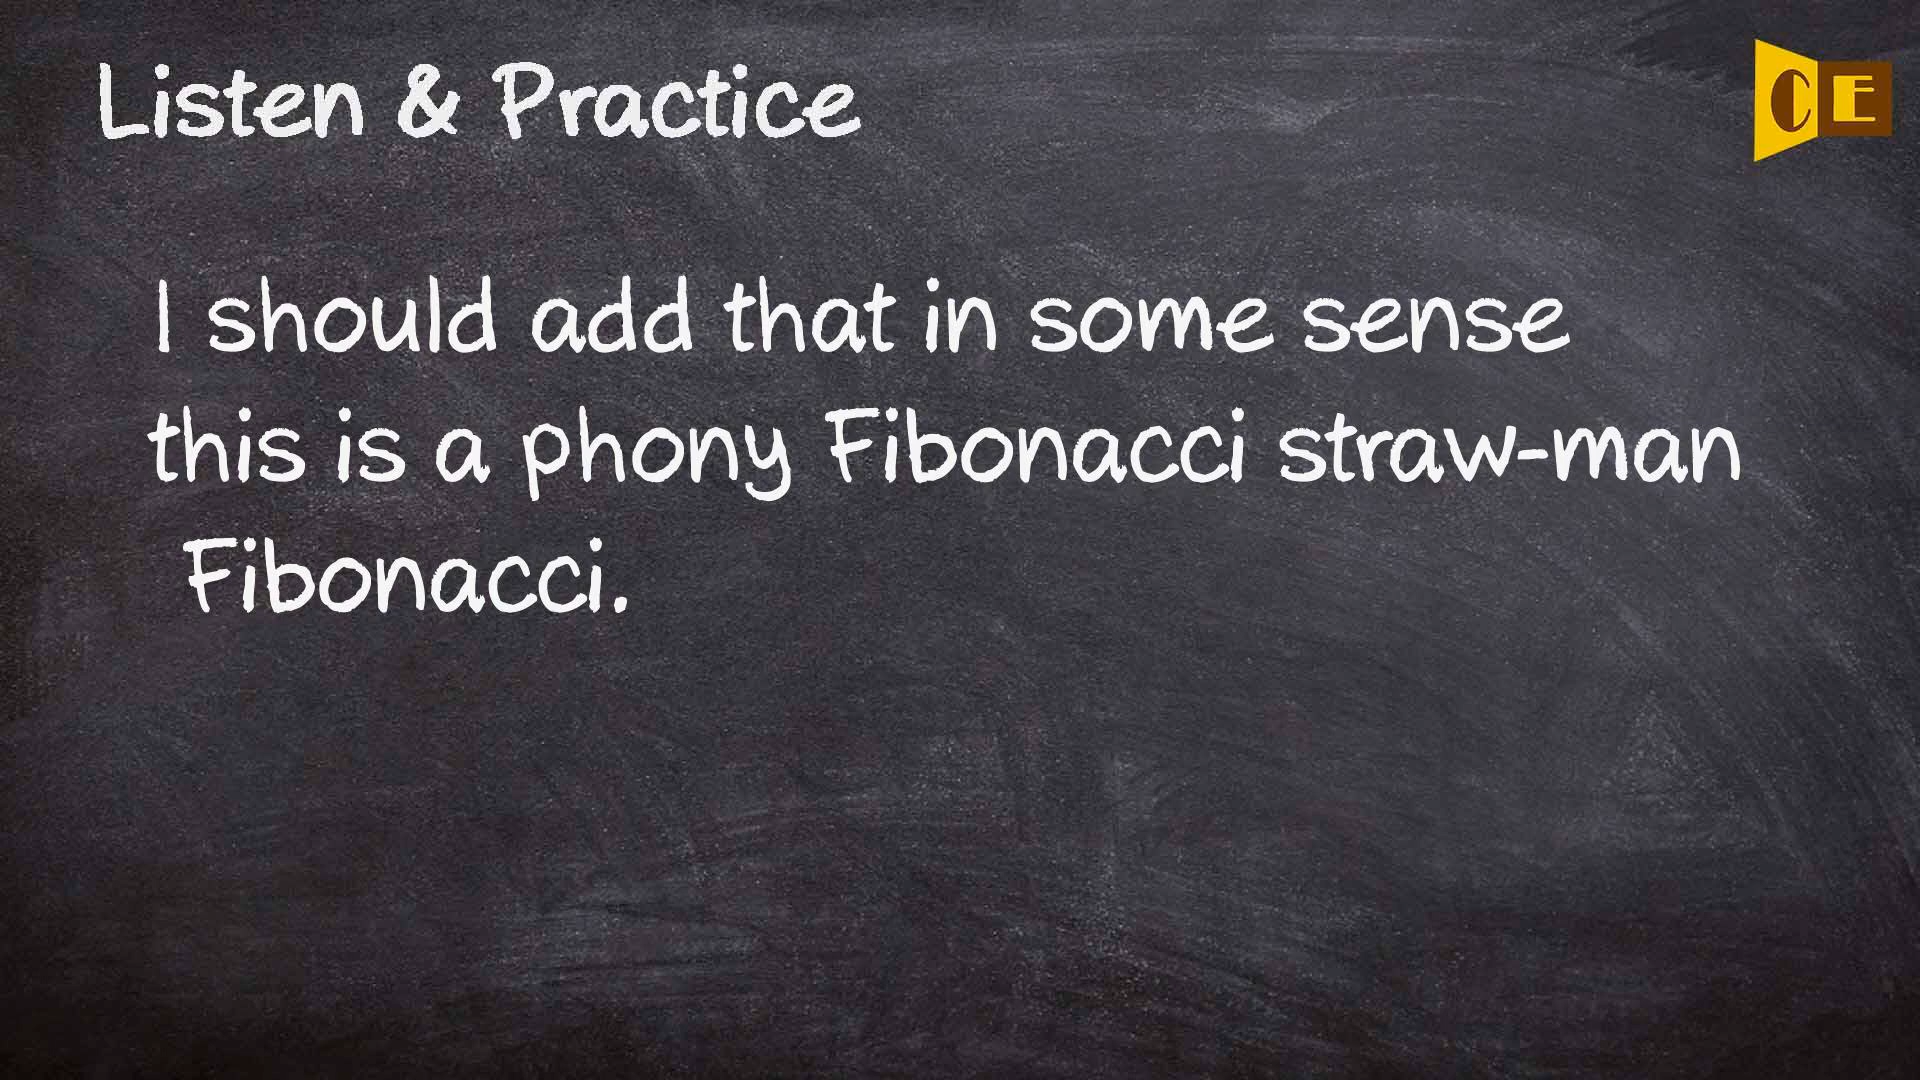 Listen & Practice
CE
I should add that in some sense
this is a phony Fibonacci straw-man
Fibonacci.